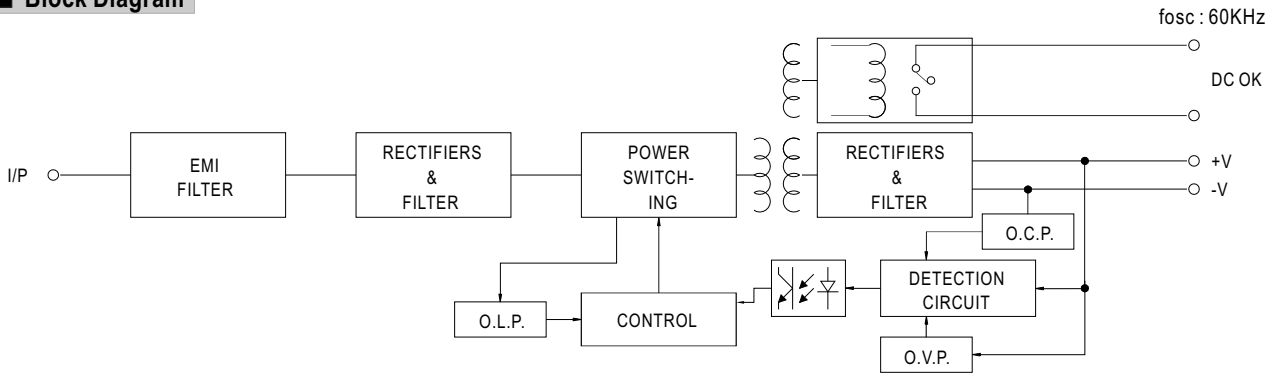 ■ Block Diagram
fosc : 60KHz
DC OK
I/P
EMI
FILTER
RECTIFIERS
&
FILTER
POWER
SWITCH-
ING
RECTIFIERS
&
FILTER
+V
-V
O.C.P.
DETECTION
CIRCUIT
O.L.P.
CONTROL
O.V.P.